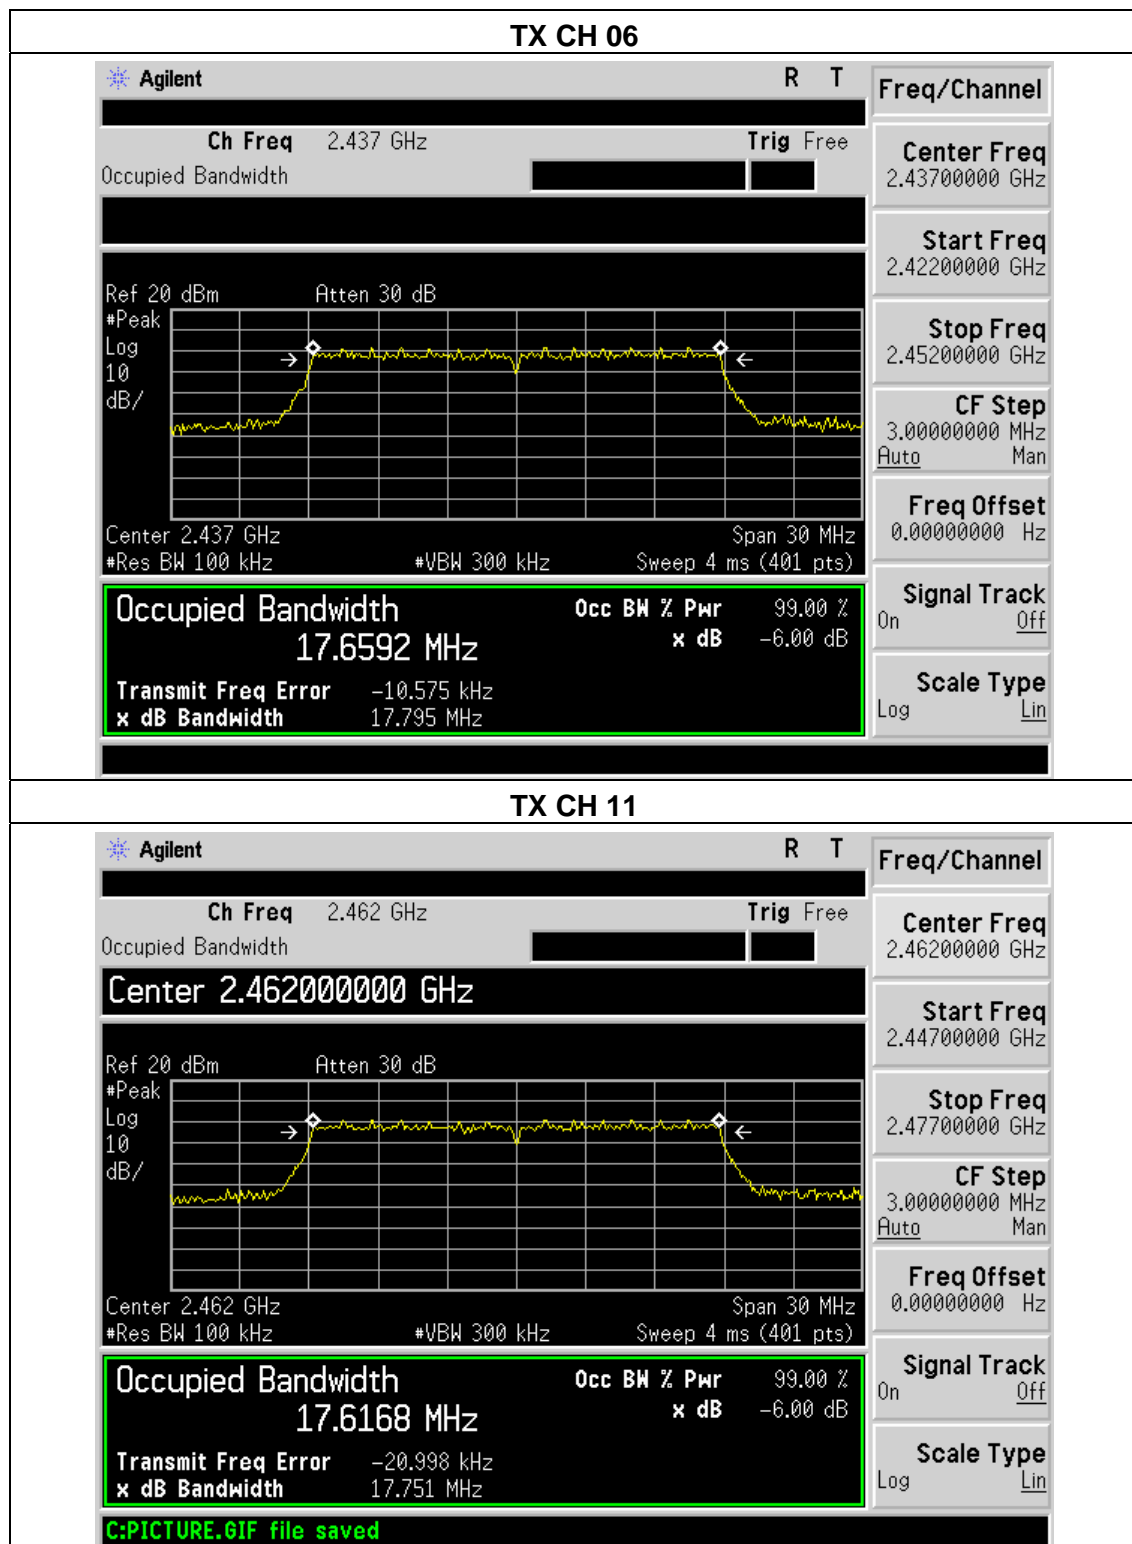 TX CH 06
Agilent R T
Freq/Channel
Ch Freq 2.437 GHz Trig Free
Occupied Bandwidth
Center Freq
2.43700000 GHz
Start Freq
2.42200000 GHz
Ref 20 dBm Atten 30 dB
#Peak
Log
10
dB/
Stop Freq
2.45200000 GHz
CF Step
3.00000000 MHz
Auto Man
Freq Offset
0.00000000 Hz
Center 2.437 GHz Span 30 MHz
#Res BW 100 kHz #VBW 300 kHz Sweep 4 ms (401 pts)
Occupied Bandwidth Occ BW % Pwr 99.00 %
17.6592 MHz x dB -6.00 dB
Signal Track
On Off
Transmit Freq Error -10.575 kHz
x dB Bandwidth 17.795 MHz
Scale Type
Log Lin
TX CH 11
Agilent R T
Freq/Channel
Ch Freq 2.462 GHz Trig Free
Occupied Bandwidth
Center Freq
2.46200000 GHz
Center 2.462000000 GHz
Start Freq
2.44700000 GHz
Ref 20 dBm Atten 30 dB
#Peak
Log
10
dB/
Stop Freq
2.47700000 GHz
CF Step
3.00000000 MHz
Auto Man
Freq Offset
0.00000000 Hz
Center 2.462 GHz Span 30 MHz
#Res BW 100 kHz #VBW 300 kHz Sweep 4 ms (401 pts)
Occupied Bandwidth Occ BW % Pwr 99.00 %
17.6168 MHz x dB -6.00 dB
Signal Track
On Off
Transmit Freq Error -20.998 kHz
x dB Bandwidth 17.751 MHz
Scale Type
Log Lin
C:PICTURE.GIF file saved